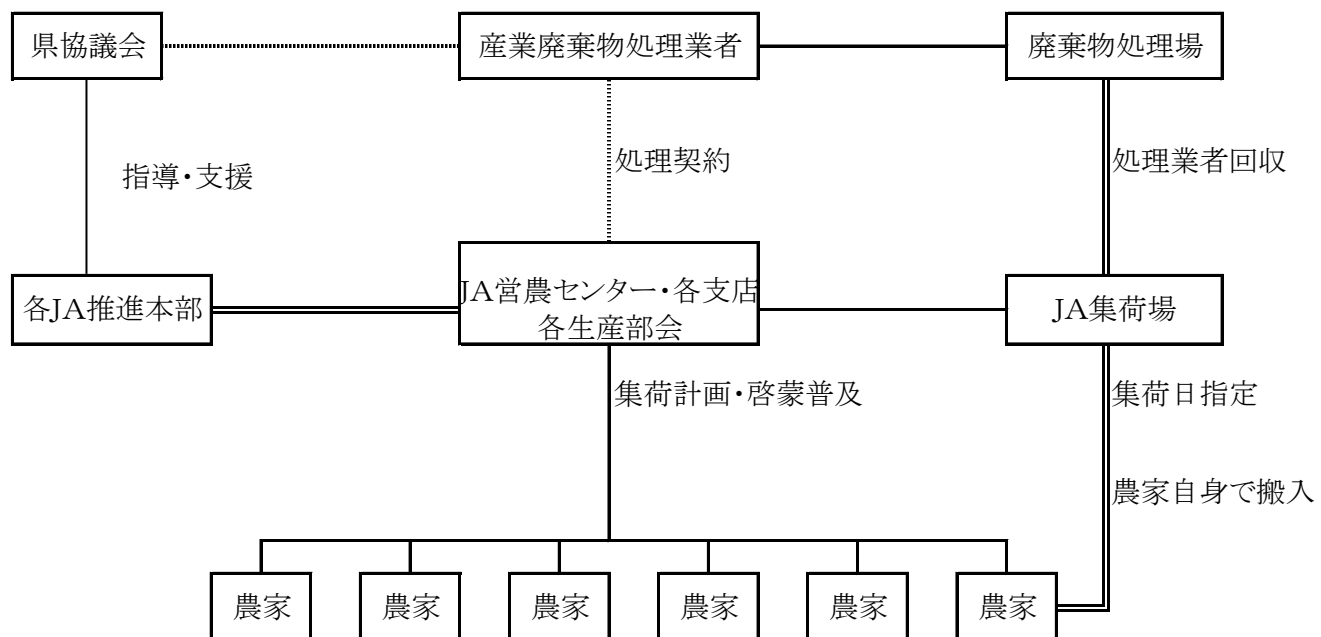 県協議会
産業廃棄物処理業者
廃棄物処理場
指導・支援
処理契約
処理業者回収
各JA推進本部
JA営農センター・各支店
各生産部会
JA集荷場
集荷計画・啓蒙普及
集荷日指定
農家自身で搬入
農家
農家
農家
農家
農家
農家